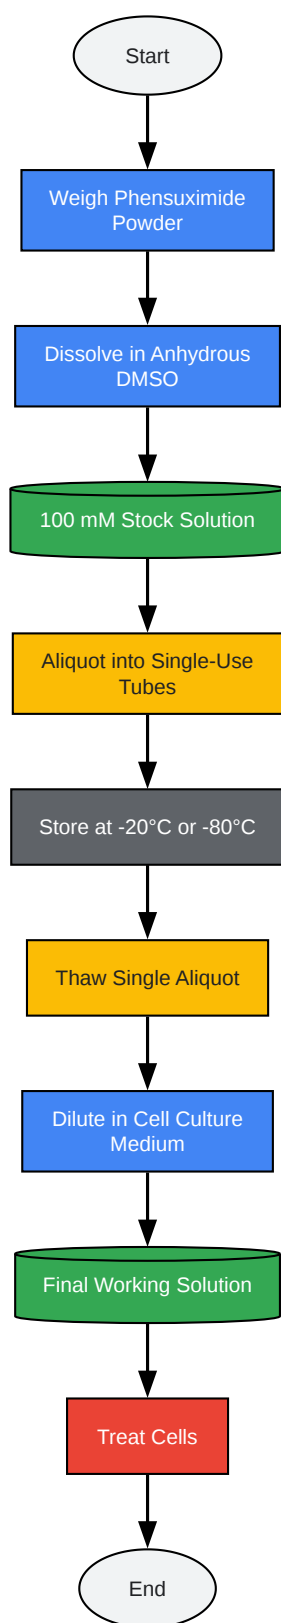 Start
Weigh Phensuximide
Powder
Dissolve in Anhydrous
DMSO
100 mM Stock Solution
Aliquot into Single-Use
Tubes
Store at -20°C or -80°C
Thaw Single Aliquot
Dilute in Cell Culture
Medium
Final Working Solution
Treat Cells
End